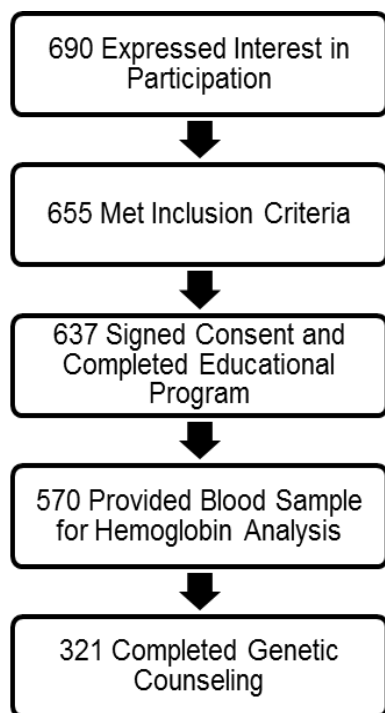 690 Expressed Interest in
Participation
655 Met Inclusion Criteria
637 Signed Consent and
Completed Educational
Program
570 Provided Blood Sample
for Hemoglobin Analysis
321 Completed Genetic
Counseling